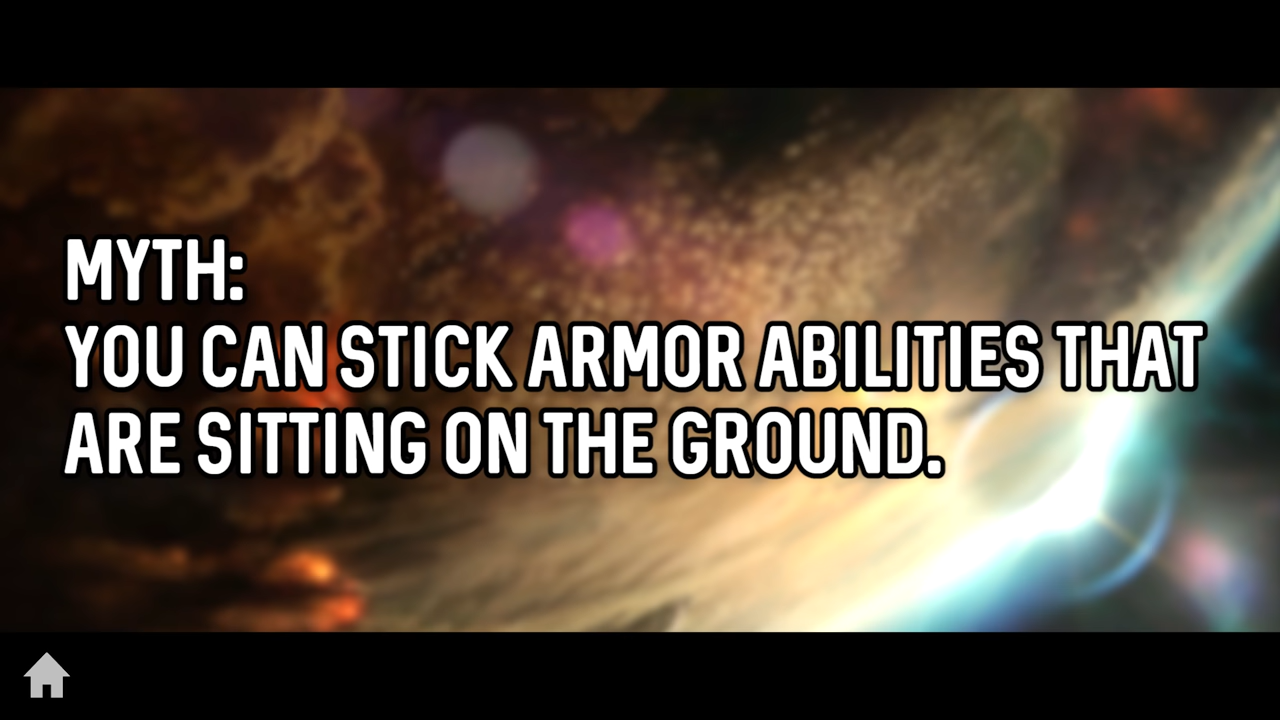 MYTH:
YOU CAN STICK ARMOR ABILITIES THAT
ARE SITTING ON THE GROUND.